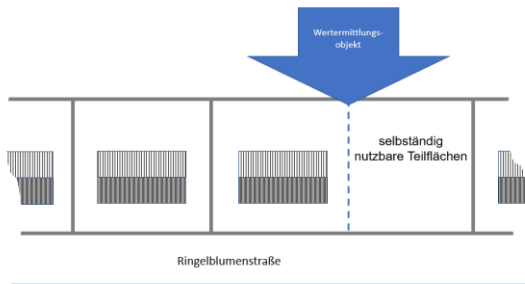 Wertermittlungs-
objekt
selbständig
nutzbare Teilflächen
Ringelblumenstraße